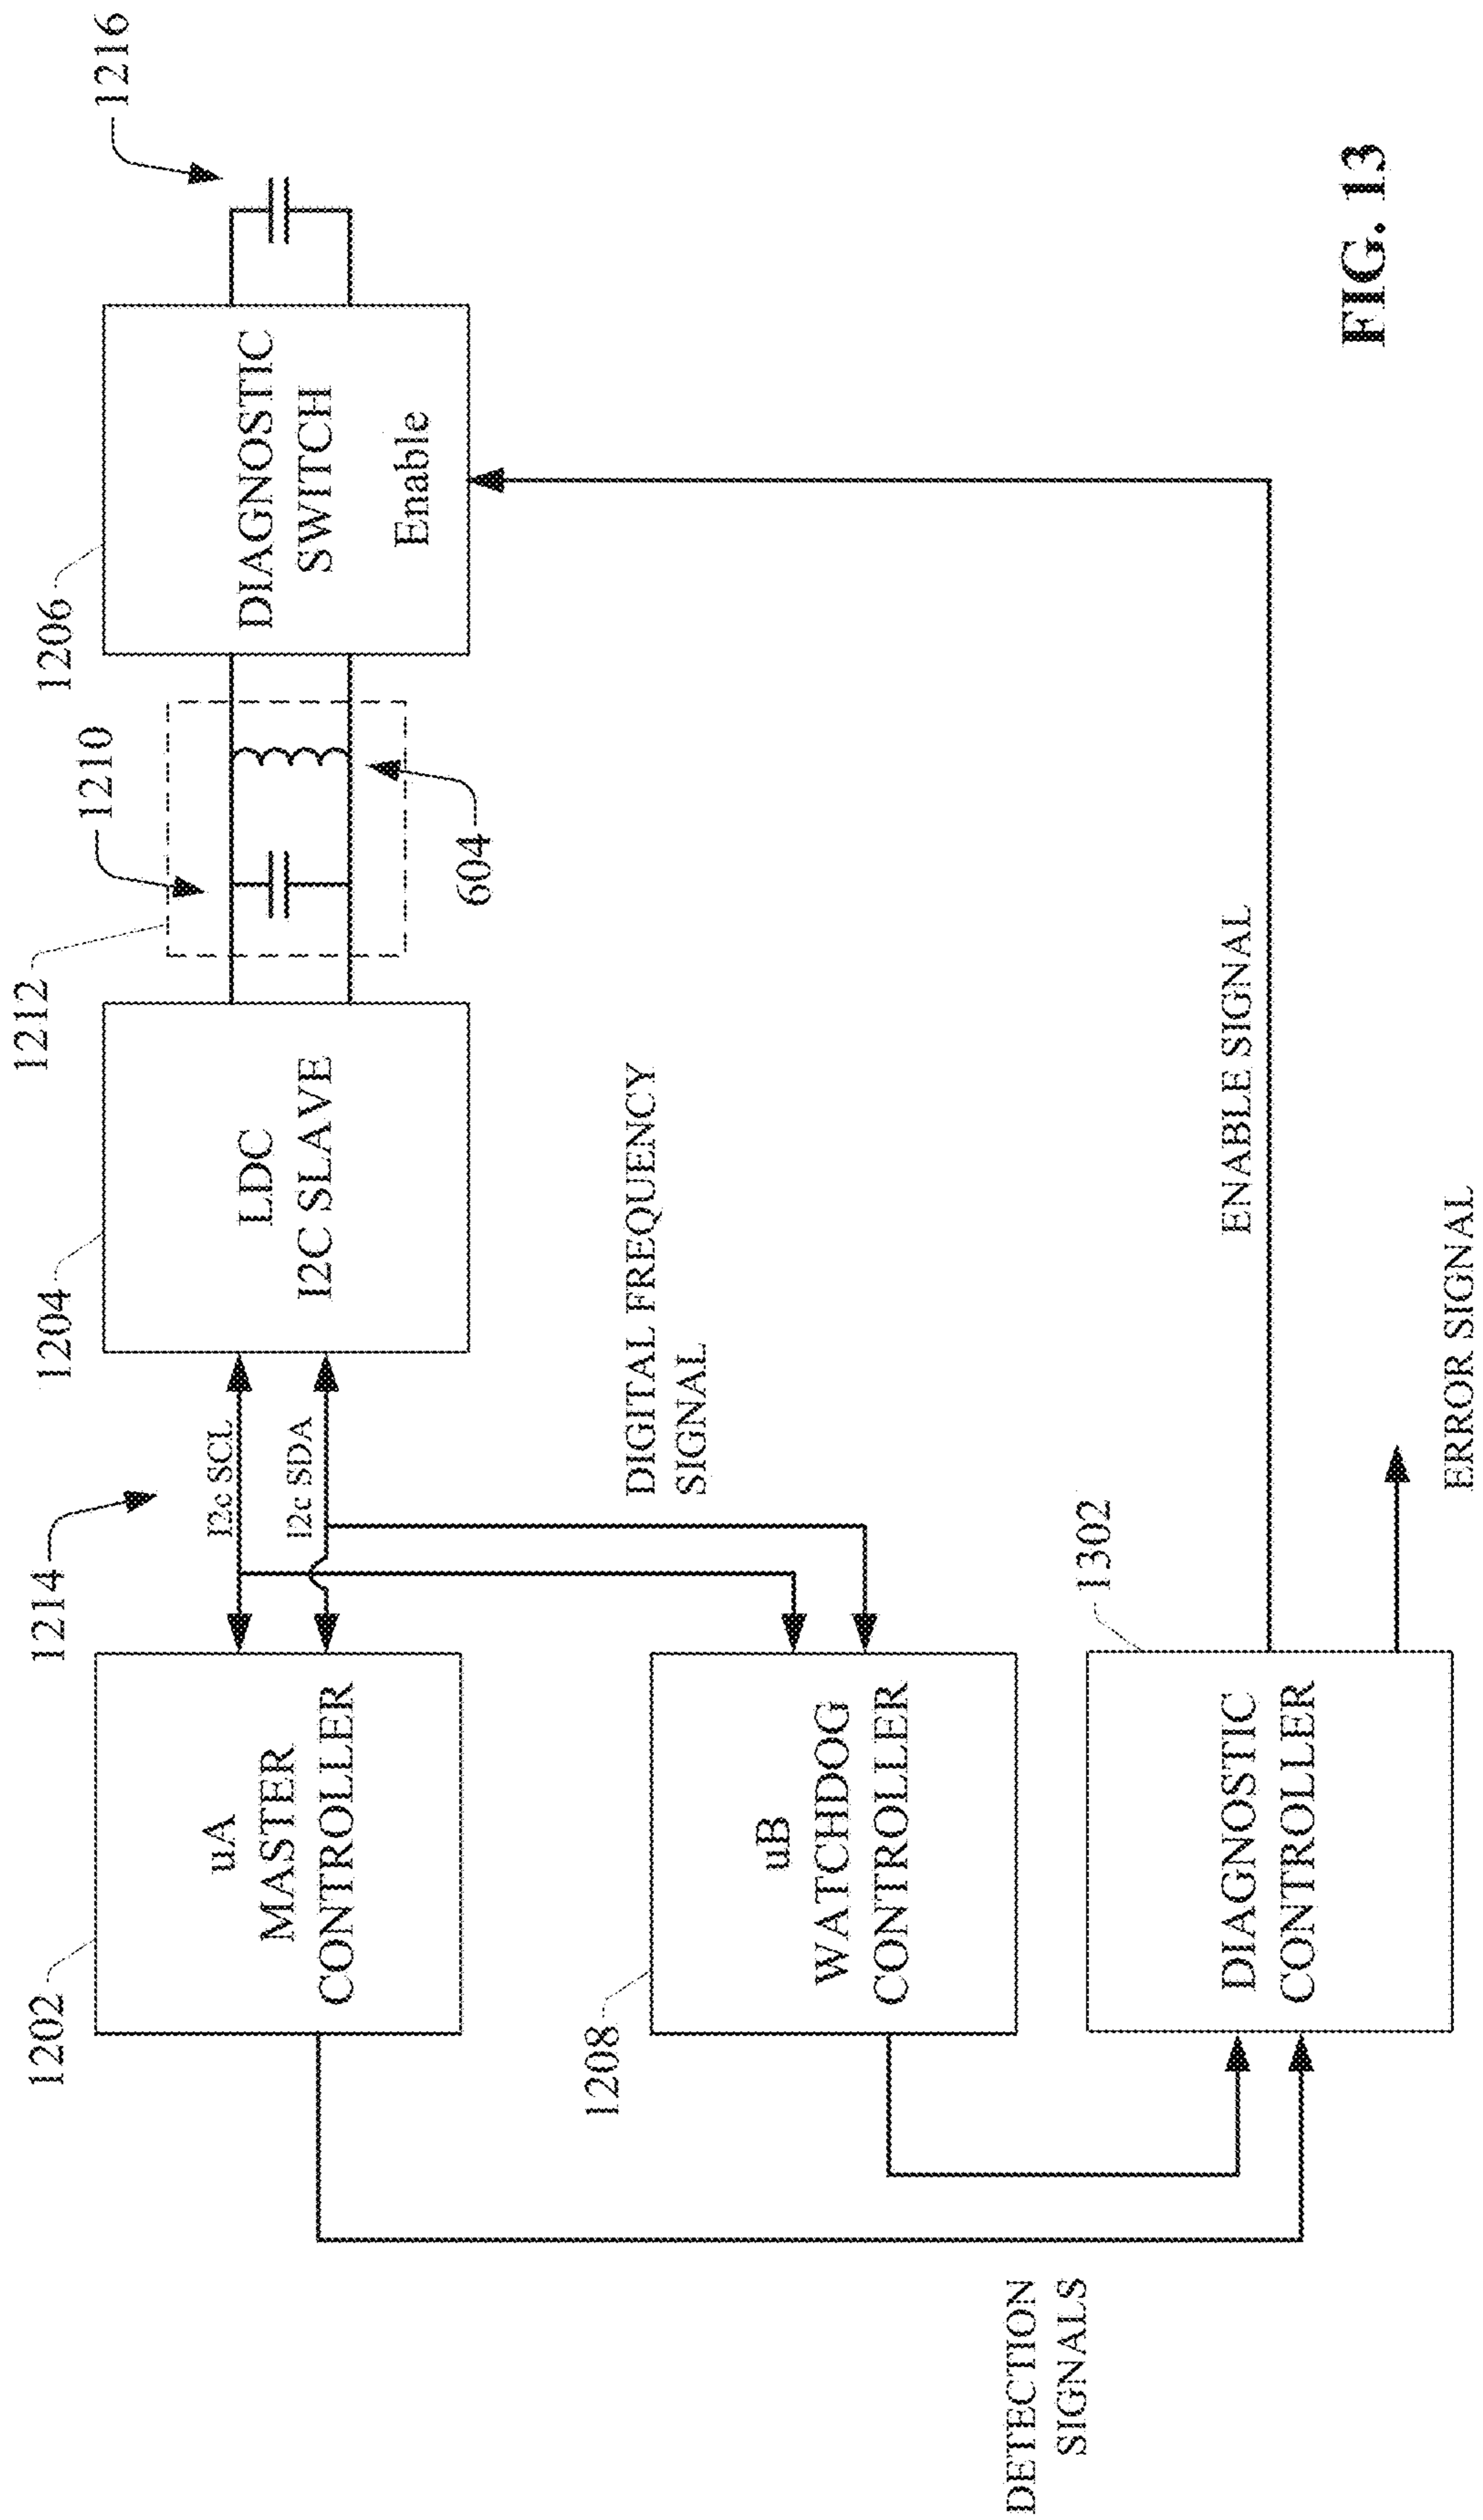 1202
1214
1204
1212
1210
1206
1216
uA
MASTER
CONTROLLER
I2c SCL
I2c SDA
LDC
I2C SLAVE
604
DIAGNOSTIC
SWITCH
Enable
DIGITAL FREQUENCY
SIGNAL
1208
uB
WATCHDOG
CONTROLLER
DETECTION
SIGNALS
1302
DIAGNOSTIC
CONTROLLER
ENABLE SIGNAL
ERROR SIGNAL
FIG. 13